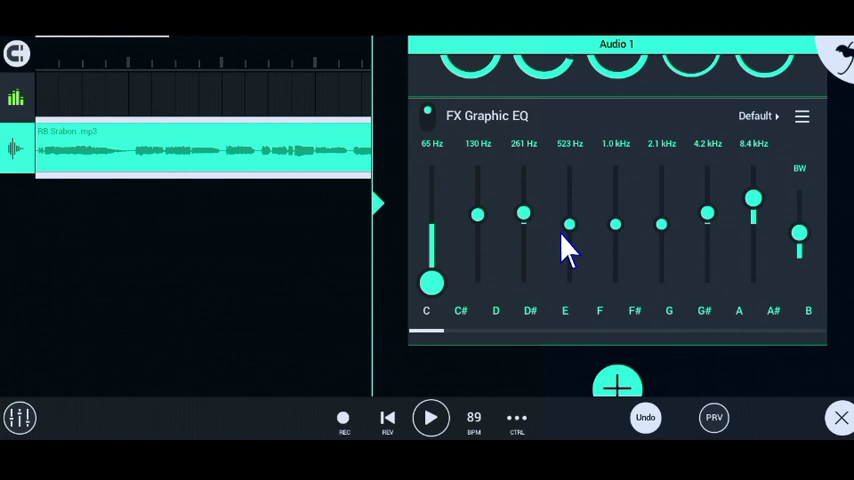 Audio 1
RB Srabon .mp3
FX Graphic EQ
Default
65 Hz 130 Hz 261 Hz 523 Hz 1.0 kHz 2.1 kHz 4.2 kHz 8.4 kHz
BW
C C# D D# E F F# G G# A A# B
89
Undo
PRV
REC REV BPM CTRL